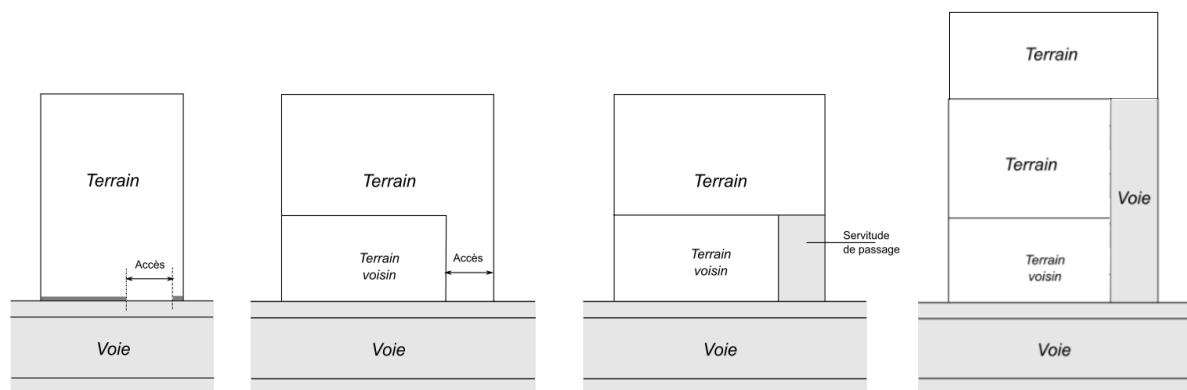 Terrain
Accès
Voie
Terrain
Terrain
voisin
Accès
Voie
Terrain
Terrain
voisin
Servitude
de passage
Voie
Terrain
Terrain
Voie
Terrain
voisin
Voie